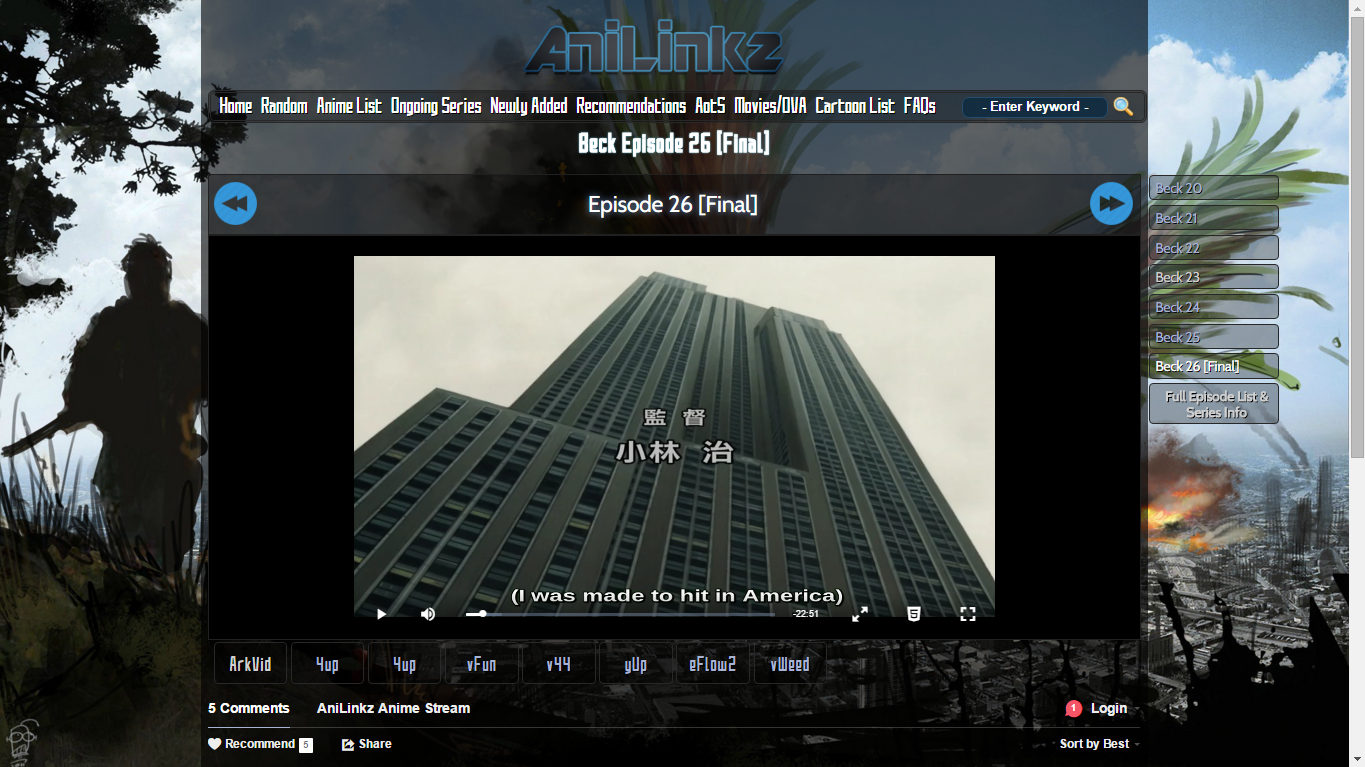 AniLinkz
Home Random Anime List Ongoing Series Newly Added Recommendations AotS Movies/OVA Cartoon List FAQs - Enter Keyword -
Beck Episode 26 [Final]
Episode 26 [Final]
Beck 20
Beck 21
Beck 22
Beck 23
Beck 24
Beck 25
Beck 26 [Final]
Full Episode List &
Series Info
監督
小林 治
(I was made to hit in America)
-22:51
ArkVid 4up 4up vFun v44 yUp eFlow2 vWeed
5 Comments AniLinkz Anime Stream 1 Login
Recommend 5 Share Sort by Best